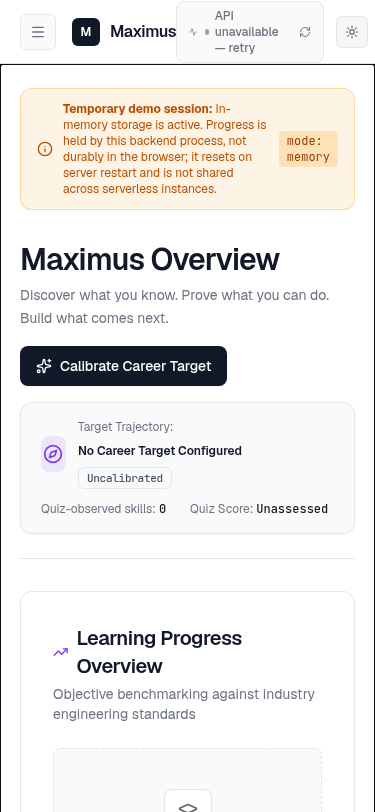 M Maximus
API
unavailable
— retry
Temporary demo session: In-
memory storage is active. Progress is
held by this backend process, not
durably in the browser; it resets on
server restart and is not shared
across serverless instances.
mode:
memory
Maximus Overview
Discover what you know. Prove what you can do.
Build what comes next.
Calibrate Career Target
Target Trajectory:
No Career Target Configured
Uncalibrated
Quiz-observed skills: 0 Quiz Score: Unassessed
Learning Progress
Overview
Objective benchmarking against industry
engineering standards